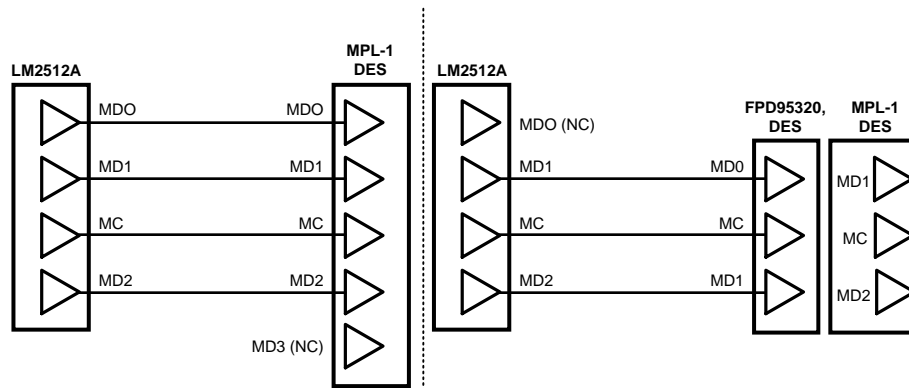 MPL-1
DES
LM2512A
MDO
MDO
MD1
MD1
MC
MC
MD2
MD2
MD3 (NC)
LM2512A
FPD95320,
DES
MPL-1
DES
MDO (NC)
MD1
MD0
MD1
MC
MC
MC
MD2
MD1
MD2